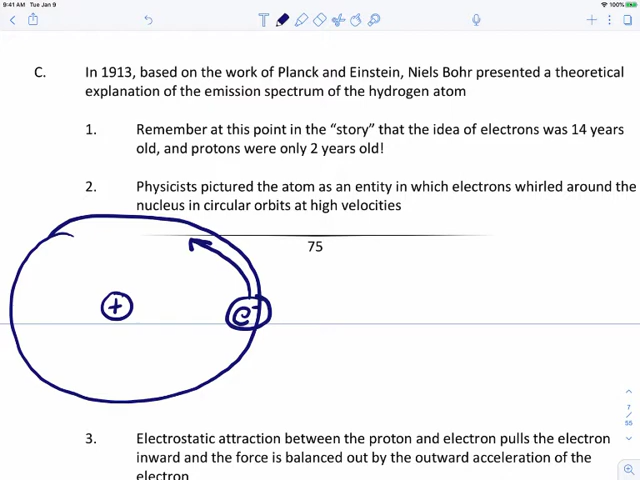 9:41 AM Tue Jan 9
100%
C. In 1913, based on the work of Planck and Einstein, Niels Bohr presented a theoretical
explanation of the emission spectrum of the hydrogen atom
1. Remember at this point in the “story” that the idea of electrons was 14 years
old, and protons were only 2 years old!
2. Physicists pictured the atom as an entity in which electrons whirled around the
nucleus in circular orbits at high velocities
75
+
e-
7
/
55
3. Electrostatic attraction between the proton and electron pulls the electron
inward and the force is balanced out by the outward acceleration of the
electron